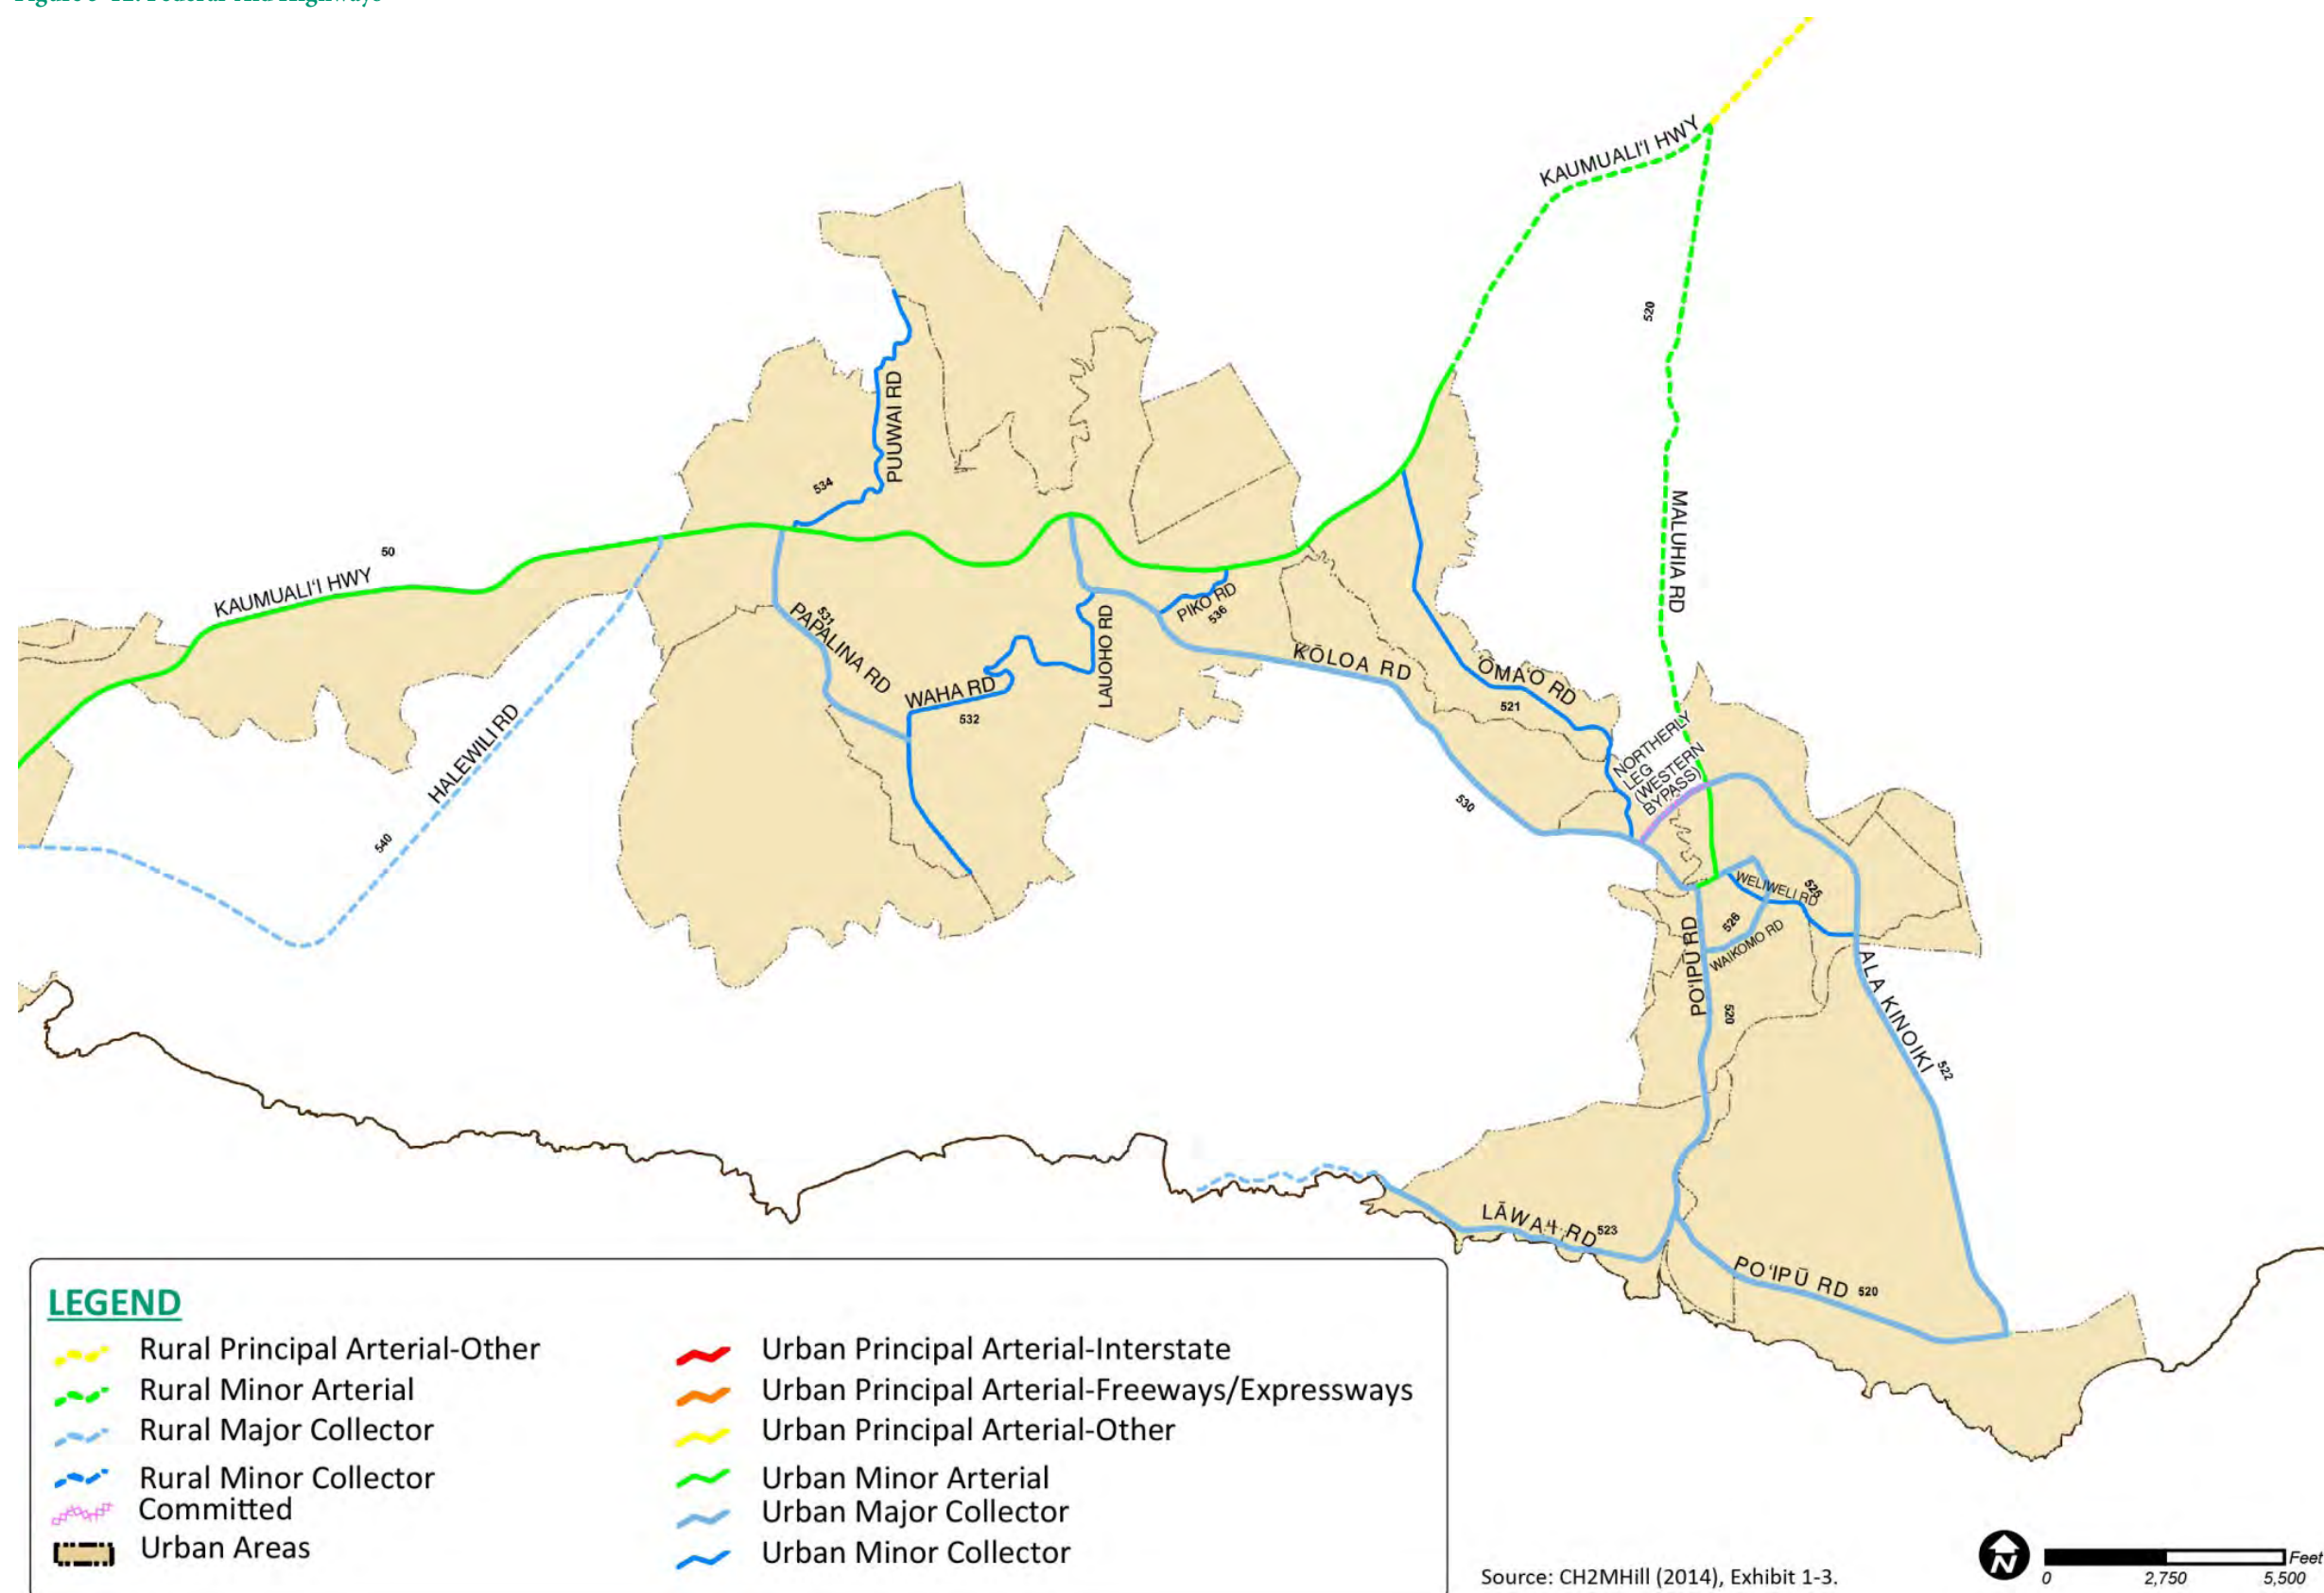 KAUMUALI'I HWY
520
PUUWAI RD
534
MALUHIA RD
50
KAUMUALI'I HWY
PIKO RD
536
531
PAPALINA RD
LAUOHO RD
KŌLOA RD
'ŌMA'O RD
WAHA RD
532
521
HALEWILI RD
540
NORTHERLY
LEG
(WESTERN
BYPASS)
530
WELIWELI RD
525
526
WAIKOMO RD
PO'IPŪ RD
520
ALA KINOIKI
522
LĀWA'I RD 523
PO'IPŪ RD 520
LEGEND
Rural Principal Arterial-Other
Rural Minor Arterial
Rural Major Collector
Rural Minor Collector
Committed
Urban Areas
Urban Principal Arterial-Interstate
Urban Principal Arterial-Freeways/Expressways
Urban Principal Arterial-Other
Urban Minor Arterial
Urban Major Collector
Urban Minor Collector
Source: CH2MHill (2014), Exhibit 1-3.
N
Feet
0 2,750 5,500